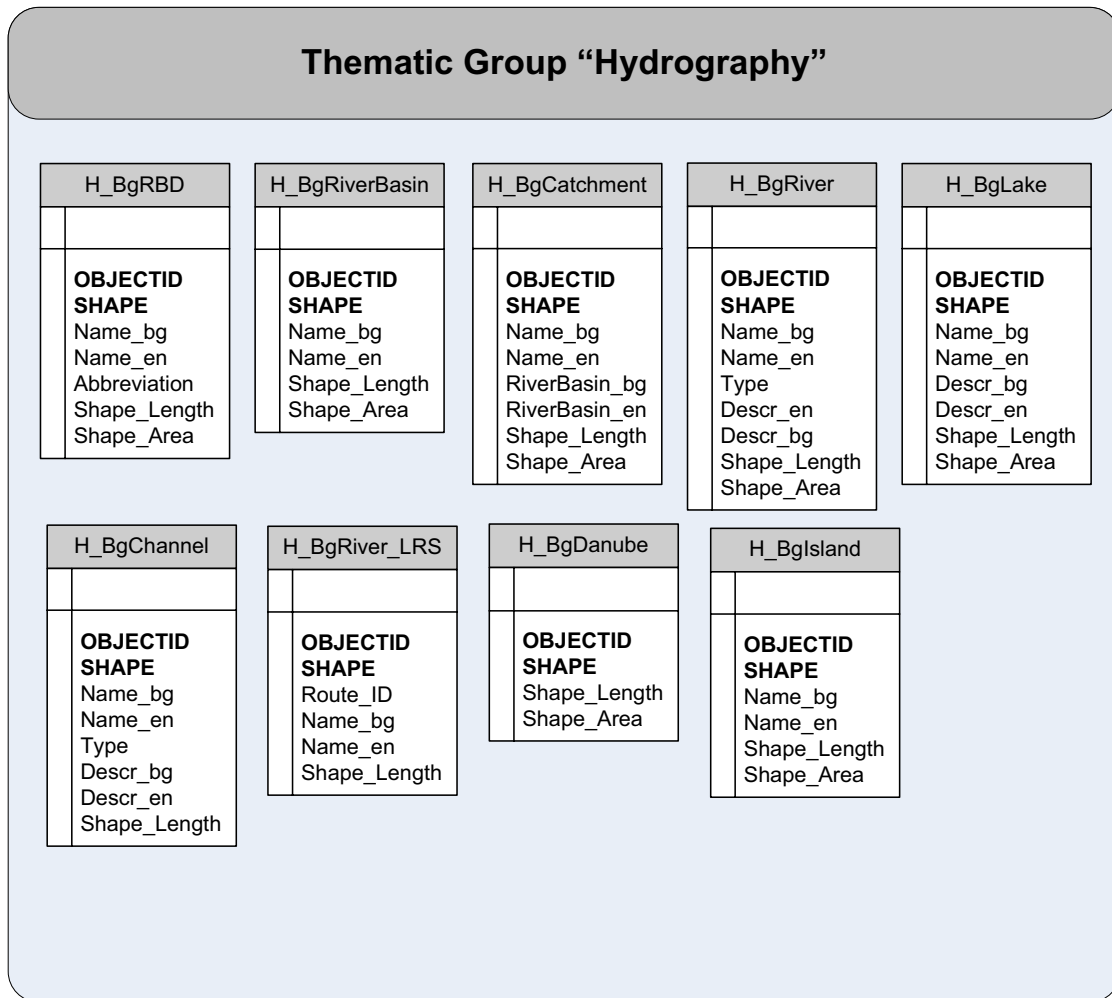 Thematic Group “Hydrography”
H_BgRBD
OBJECTID
SHAPE
Name_bg
Name_en
Abbreviation
Shape_Length
Shape_Area
H_BgRiverBasin
OBJECTID
SHAPE
Name_bg
Name_en
Shape_Length
Shape_Area
H_BgCatchment
OBJECTID
SHAPE
Name_bg
Name_en
RiverBasin_bg
RiverBasin_en
Shape_Length
Shape_Area
H_BgRiver
OBJECTID
SHAPE
Name_bg
Name_en
Type
Descr_en
Descr_bg
Shape_Length
Shape_Area
H_BgLake
OBJECTID
SHAPE
Name_bg
Name_en
Descr_bg
Descr_en
Shape_Length
Shape_Area
H_BgChannel
OBJECTID
SHAPE
Name_bg
Name_en
Type
Descr_bg
Descr_en
Shape_Length
H_BgRiver_LRS
OBJECTID
SHAPE
Route_ID
Name_bg
Name_en
Shape_Length
H_BgDanube
OBJECTID
SHAPE
Shape_Length
Shape_Area
H_BgIsland
OBJECTID
SHAPE
Name_bg
Name_en
Shape_Length
Shape_Area